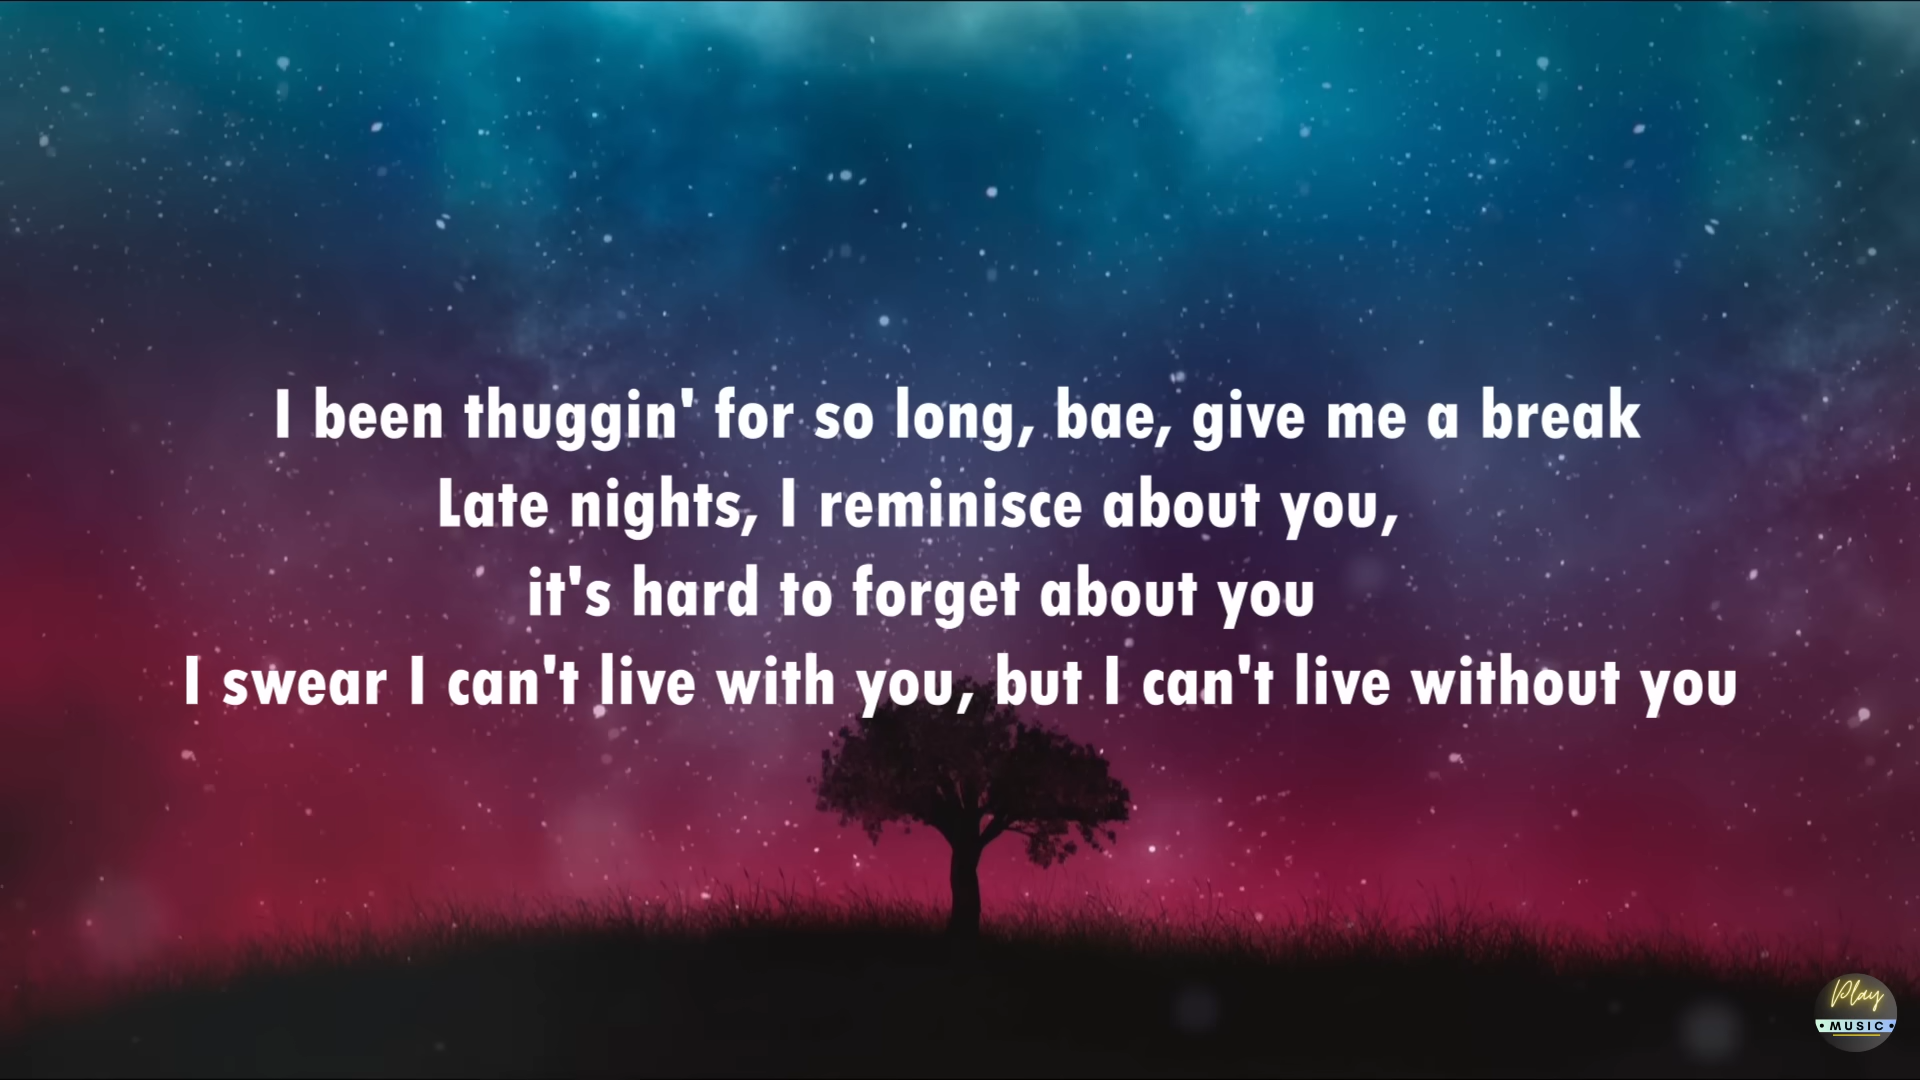 I been thuggin' for so long, bae, give me a break
Late nights, I reminisce about you,
it's hard to forget about you
I swear I can't live with you, but I can't live without you
Play
• MUSIC •